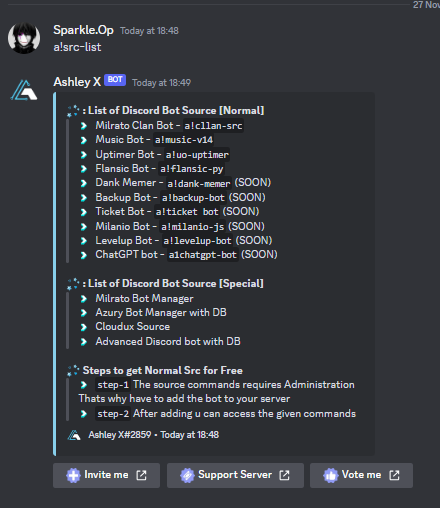 27 Nov
Sparkle.Op Today at 18:48
a!src-list
Ashley X BOT Today at 18:49
: List of Discord Bot Source [Normal]
Milrato Clan Bot - a!cllan-src
Music Bot - a!music-v14
Uptimer Bot - a!uo-uptimer
Flansic Bot - a!flansic-py
Dank Memer - a!dank-memer (SOON)
Backup Bot - a!backup-bot (SOON)
Ticket Bot - a!ticket bot (SOON)
Milanio Bot - a!milanio-js (SOON)
Levelup Bot - a!levelup-bot (SOON)
ChatGPT bot - a1chatgpt-bot (SOON)
: List of Discord Bot Source [Special]
Milrato Bot Manager
Azury Bot Manager with DB
Cloudux Source
Advanced Discord bot with DB
Steps to get Normal Src for Free
step-1 The source commands requires Administration
Thats why have to add the bot to your server
step-2 After adding u can access the given commands
Ashley X#2859 • Today at 18:48
Invite me
Support Server
Vote me